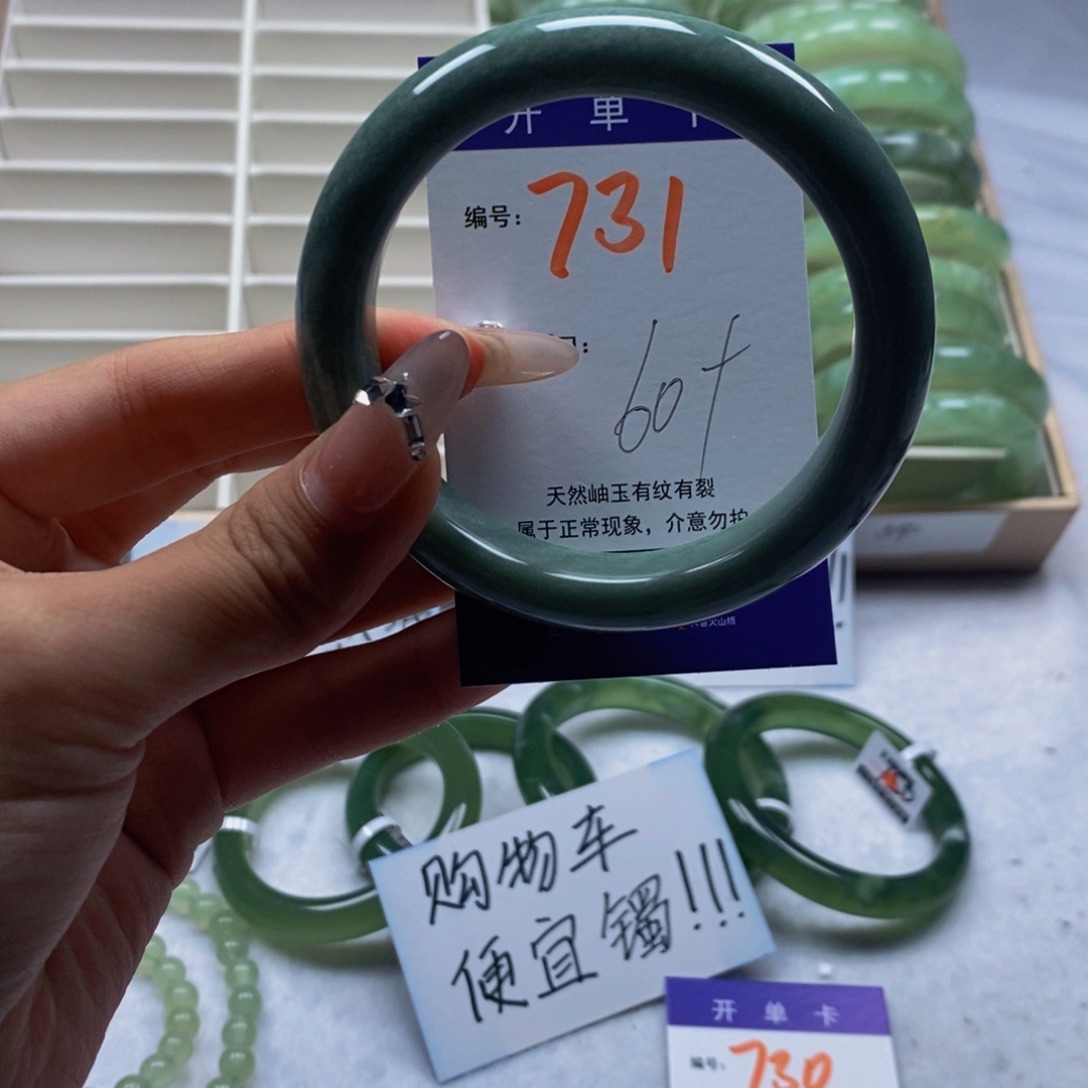 开单卡
编号：731
60+
天然岫玉有纹有裂
属于正常现象，介意勿拍
购物车
便宜镯!!!
开单卡
编号：730